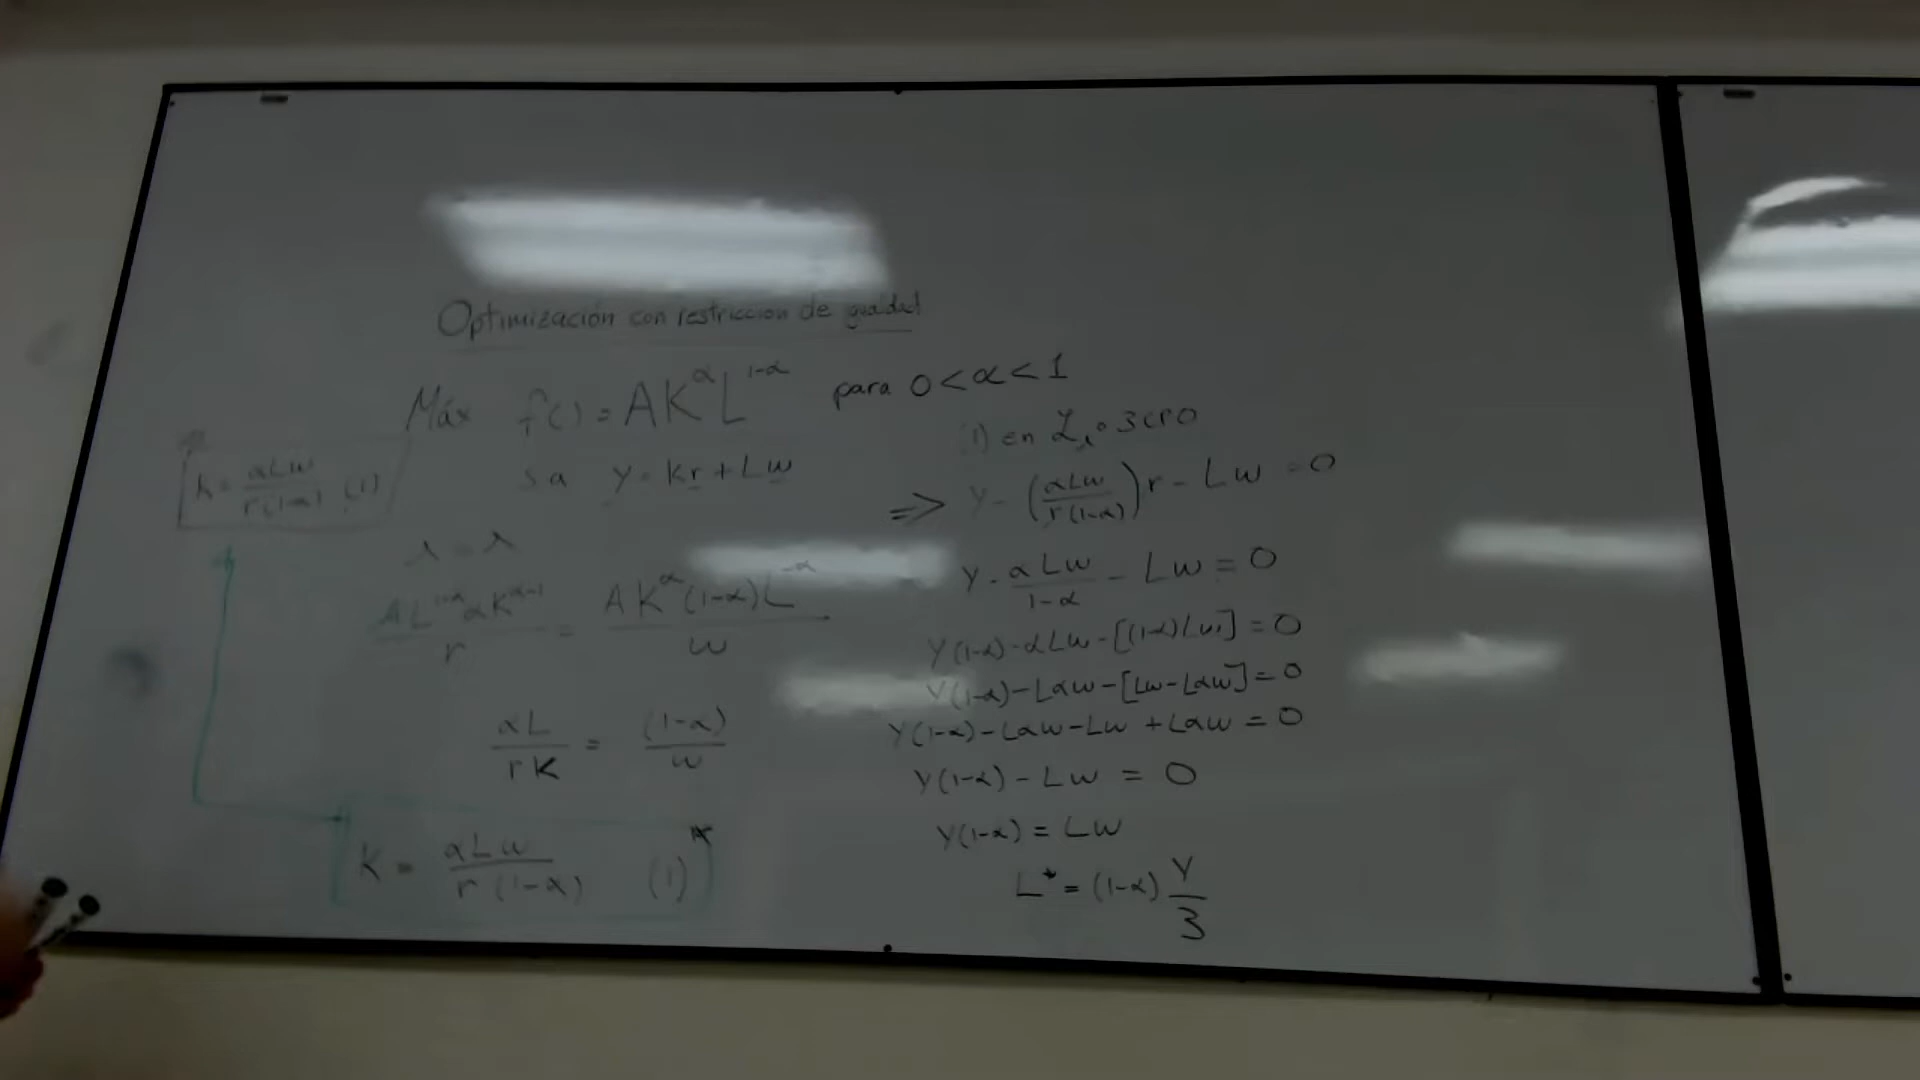 Optimización con restriccion de igualdad
Máx f() = AK^α L^(1-α) para 0<α<1
s a y = kr + Lw
K = αLw / r(1-α) (1)
λ = λ
AL^(1-α) αK^(α-1) / r = AK^α (1-α)L^(-α) / w
αL / rK = (1-α) / w
K = αLw / r(1-α) (1)
1) en
⇒ y - (αLw / r(1-α)) r - Lw = 0
y - αLw / 1-α - Lw = 0
y(1-α) - αLw - [(1-α)Lw] = 0
y(1-α) - Lαw - [Lw - Lαw] = 0
y(1-α) - Lαw - Lw + Lαw = 0
y(1-α) - Lw = 0
y(1-α) = Lw
L* = (1-α) Y / 3